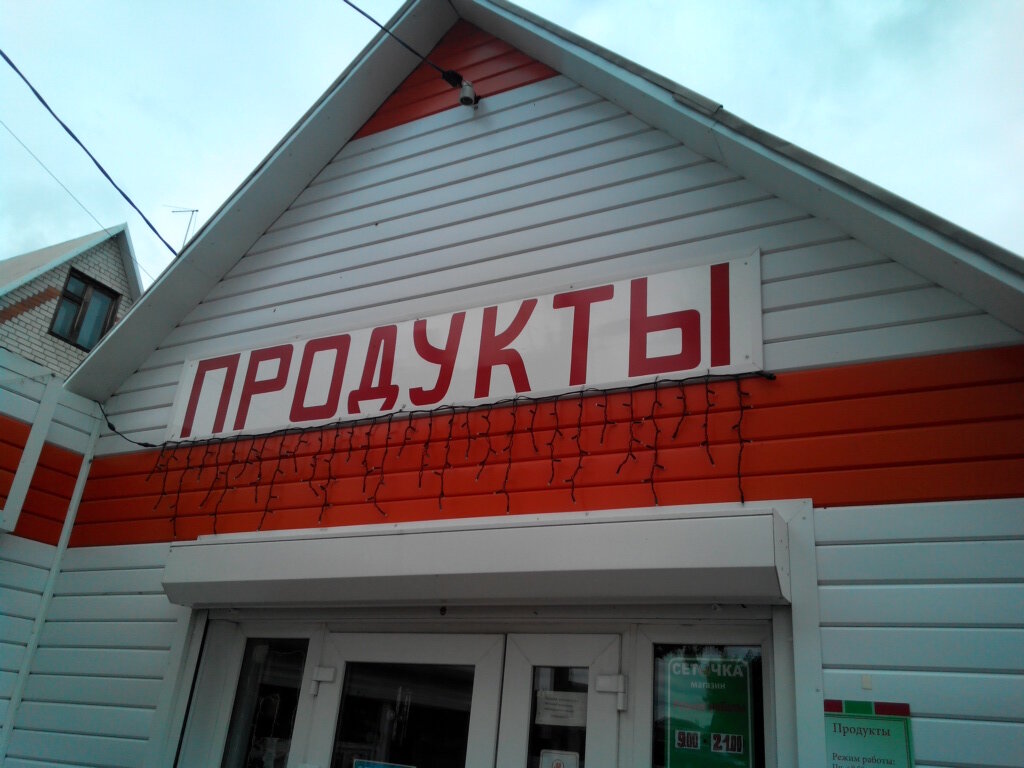 ПРОДУКТЫ
СЕТОЧКА
магазин
9.00 21.00
Продукты
Режим работы: